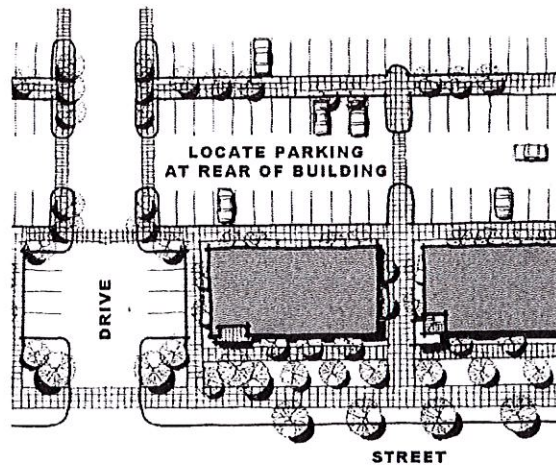 LOCATE PARKING
AT REAR OF BUILDING
DRIVE
STREET